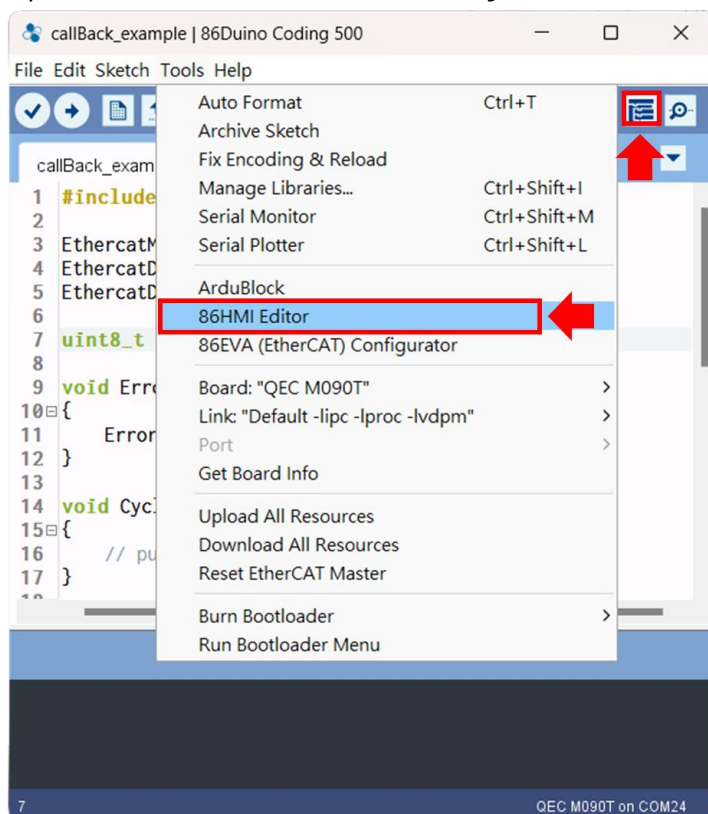 callBack_example | 86Duino Coding 500
File Edit Sketch Tools Help
callBack_exam
Auto Format Ctrl+T
Archive Sketch
Fix Encoding & Reload
Manage Libraries... Ctrl+Shift+I
Serial Monitor Ctrl+Shift+M
Serial Plotter Ctrl+Shift+L
ArduBlock
86HMI Editor
86EVA (EtherCAT) Configurator
Board: "QEC M090T"
Link: "Default -lipc -lproc -lvdpm"
Port
Get Board Info
Upload All Resources
Download All Resources
Reset EtherCAT Master
Burn Bootloader
Run Bootloader Menu
1 #include
2
3 EthercatM
4 EthercatD
5 EthercatD
6
7 uint8_t
8
9 void Erro
10 {
11 Error
12 }
13
14 void Cyc
15 {
16 // pu
17 }
7 QEC M090T on COM24